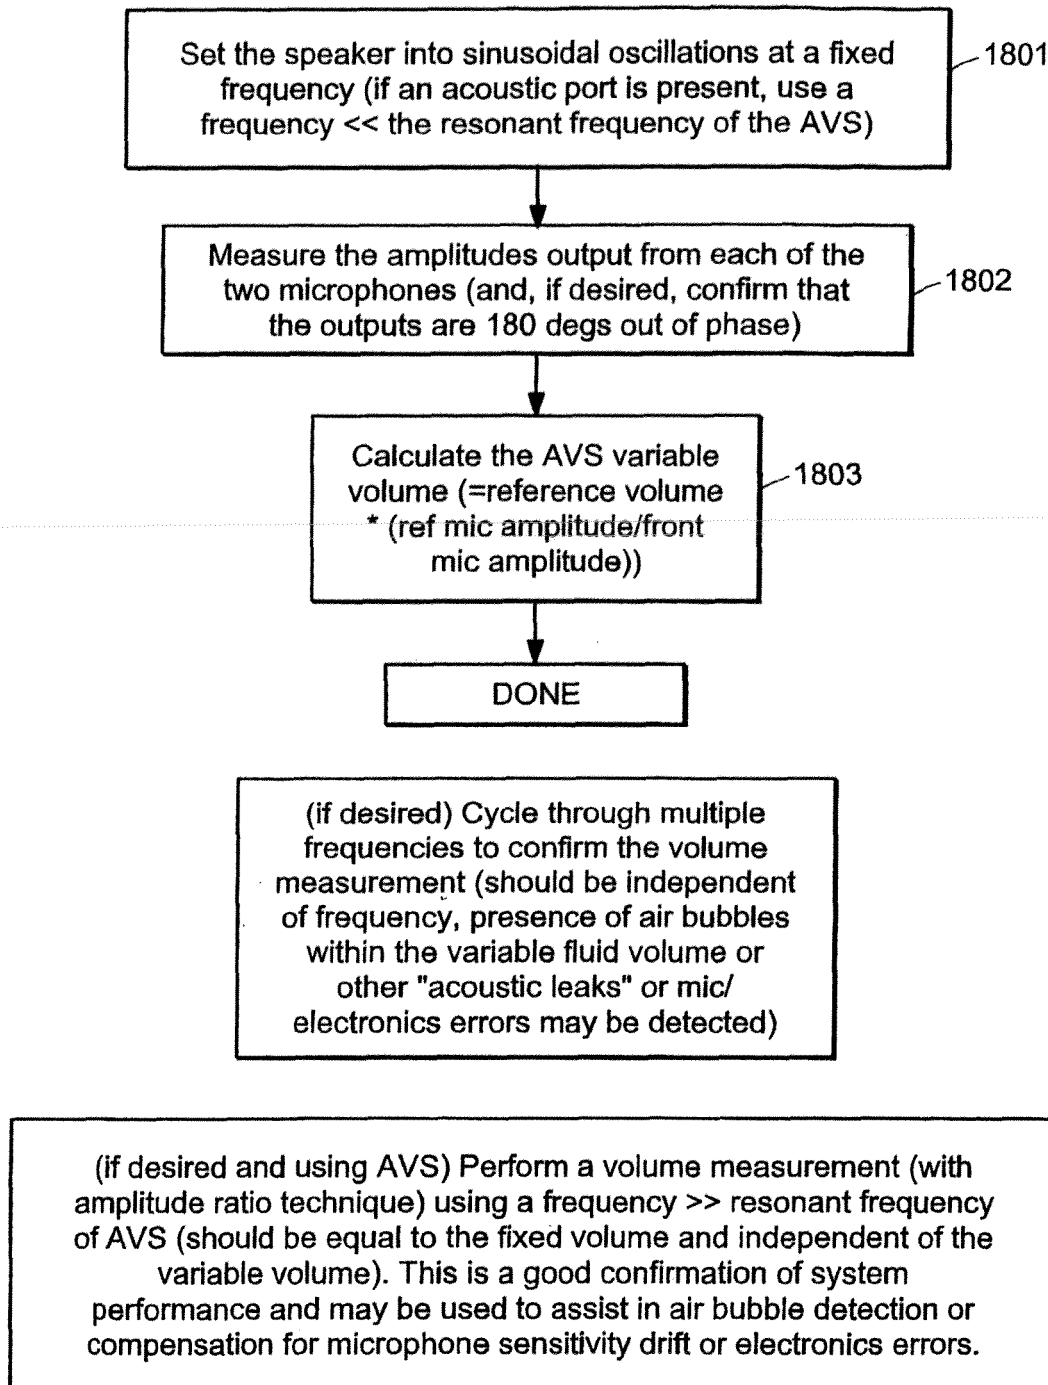 Set the speaker into sinusoidal oscillations at a fixed
frequency (if an acoustic port is present, use a
frequency << the resonant frequency of the AVS)
1801
Measure the amplitudes output from each of the
two microphones (and, if desired, confirm that
the outputs are 180 degs out of phase)
1802
Calculate the AVS variable
volume (=reference volume
* (ref mic amplitude/front
mic amplitude))
1803
DONE
(if desired) Cycle through multiple
frequencies to confirm the volume
measurement (should be independent
of frequency, presence of air bubbles
within the variable fluid volume or
other "acoustic leaks" or mic/
electronics errors may be detected)
(if desired and using AVS) Perform a volume measurement (with
amplitude ratio technique) using a frequency >> resonant frequency
of AVS (should be equal to the fixed volume and independent of the
variable volume). This is a good confirmation of system
performance and may be used to assist in air bubble detection or
compensation for microphone sensitivity drift or electronics errors.